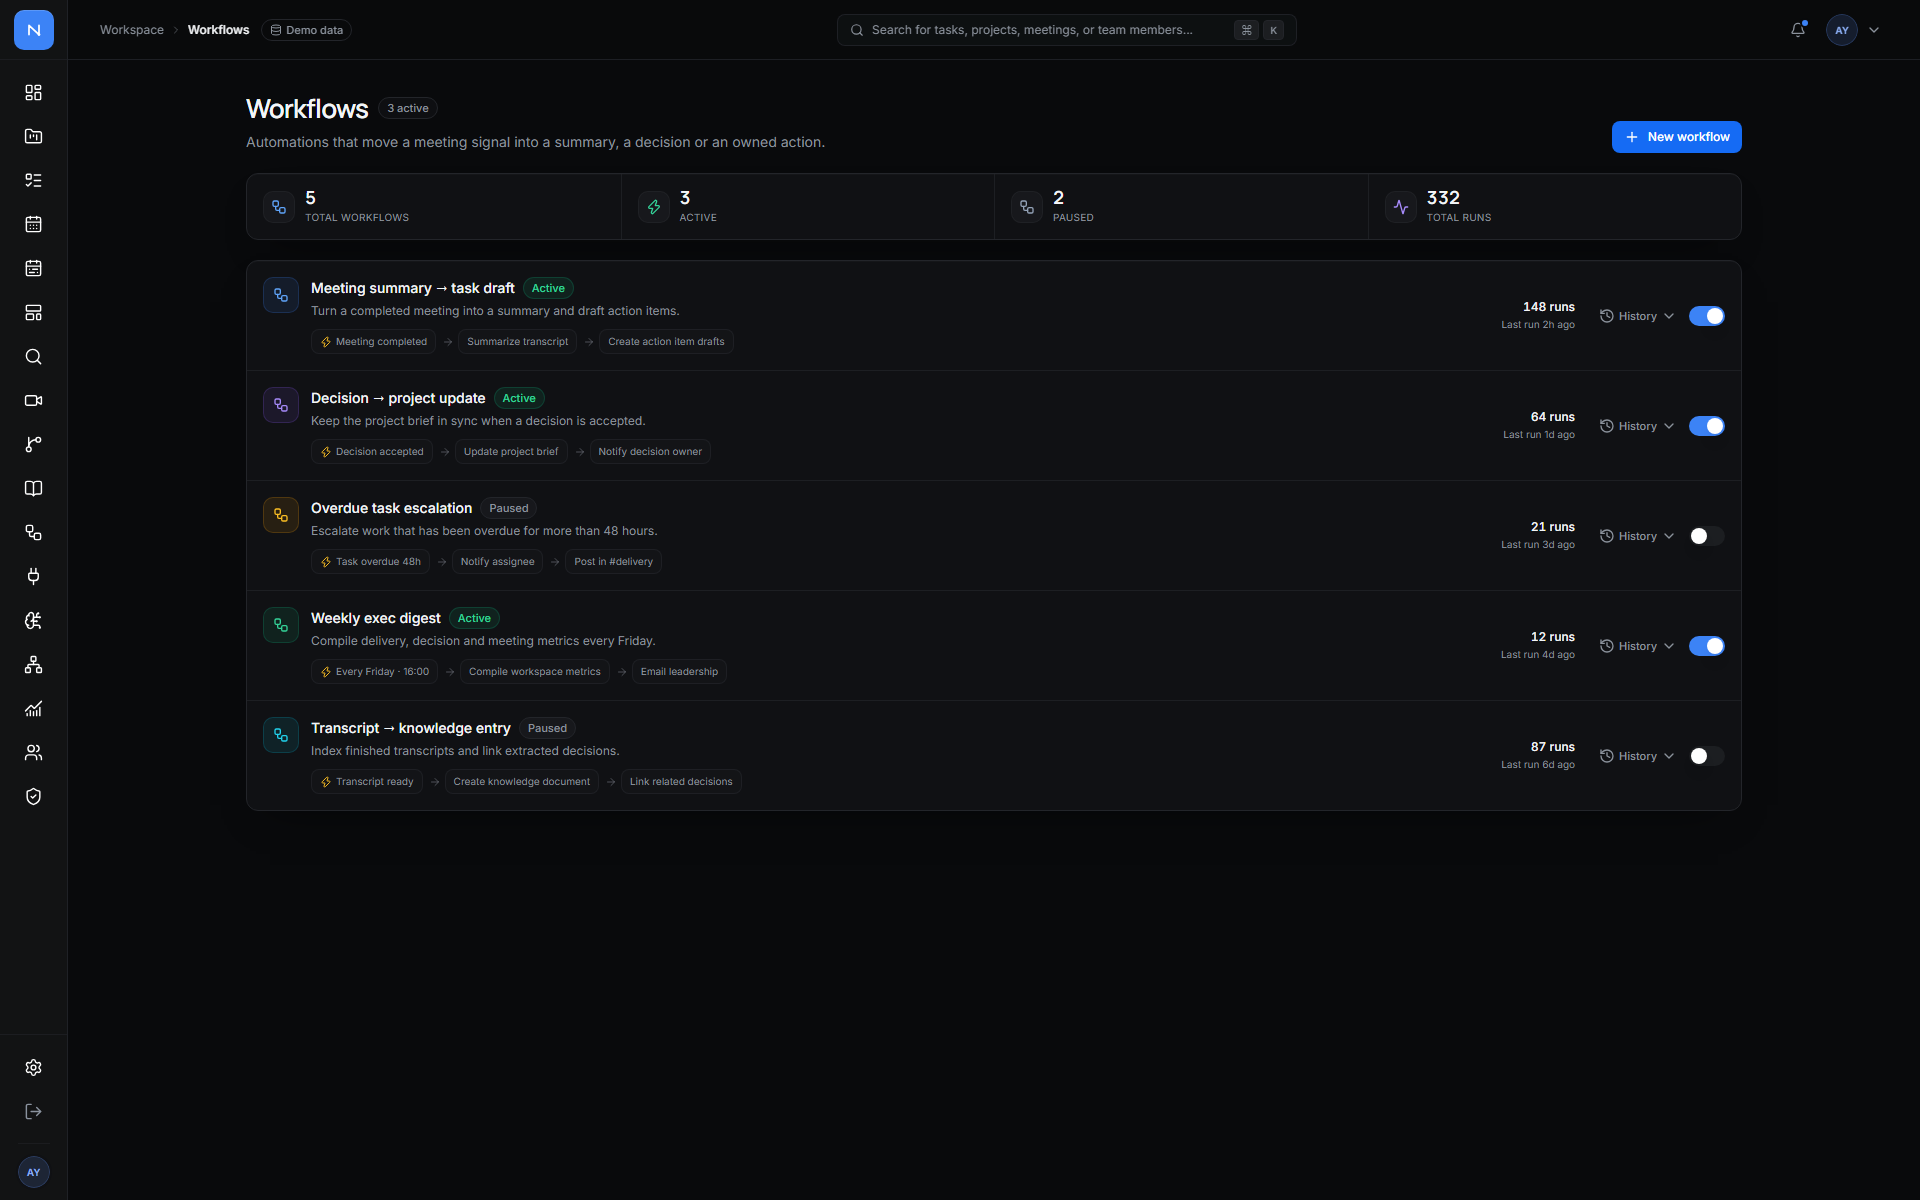 N
Workspace > Workflows Demo data
Search for tasks, projects, meetings, or team members... ⌘ K
AY
Workflows 3 active
Automations that move a meeting signal into a summary, a decision or an owned action.
+ New workflow
5
TOTAL WORKFLOWS
3
ACTIVE
2
PAUSED
332
TOTAL RUNS
Meeting summary → task draft Active
Turn a completed meeting into a summary and draft action items.
Meeting completed → Summarize transcript → Create action item drafts
148 runs
Last run 2h ago
History
Decision → project update Active
Keep the project brief in sync when a decision is accepted.
Decision accepted → Update project brief → Notify decision owner
64 runs
Last run 1d ago
History
Overdue task escalation Paused
Escalate work that has been overdue for more than 48 hours.
Task overdue 48h → Notify assignee → Post in #delivery
21 runs
Last run 3d ago
History
Weekly exec digest Active
Compile delivery, decision and meeting metrics every Friday.
Every Friday · 16:00 → Compile workspace metrics → Email leadership
12 runs
Last run 4d ago
History
Transcript → knowledge entry Paused
Index finished transcripts and link extracted decisions.
Transcript ready → Create knowledge document → Link related decisions
87 runs
Last run 6d ago
History
AY